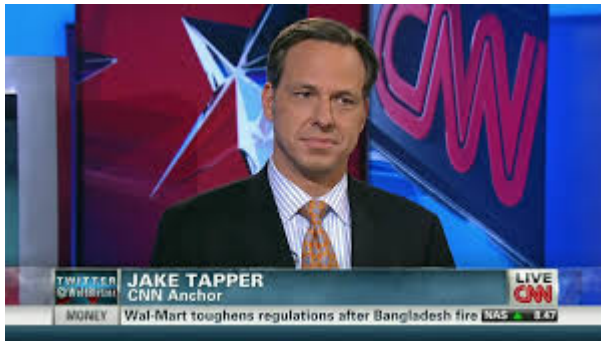 CNN
TWITTER
@WolfBlitzer
JAKE TAPPER
CNN Anchor
LIVE
CNN
MONEY
Wal-Mart toughens regulations after Bangladesh fire
NAS ▲ 8.47